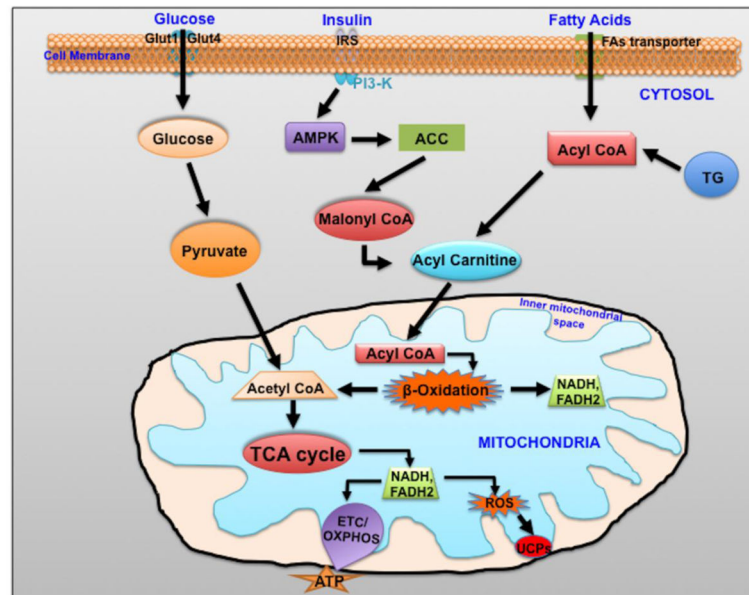 Glucose
Insulin
Fatty Acids
Glut1
Glut4
IRS
FAs transporter
Cell Membrane
PI3-K
CYTOSOL
Glucose
AMPK
ACC
Acyl CoA
TG
Malonyl CoA
Pyruvate
Acyl Carnitine
Inner mitochondrial
space
Acyl CoA
Acetyl CoA
β-Oxidation
NADH,
FADH2
MITOCHONDRIA
TCA cycle
NADH,
FADH2
ROS
ETC/
OXPHOS
UCPs
ATP